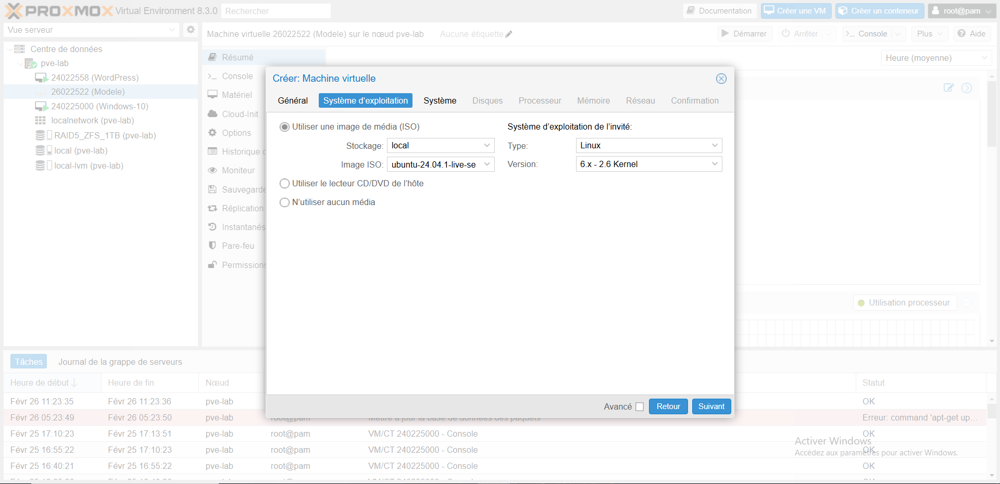 PROXMOX Virtual Environment 8.3.0 Rechercher Documentation Créer une VM Créer un conteneur root@pam
Vue serveur
Machine virtuelle 26022522 (Modele) sur le nœud pve-lab Aucune étiquette Démarrer Arrêter Console Plus Aide
Centre de données
pve-lab
24022558 (WordPress)
26022522 (Modele)
240225000 (Windows-10)
localnetwork (pve-lab)
RAID5_ZFS_1TB (pve-lab)
local (pve-lab)
local-lvm (pve-lab)
Résumé
Console
Matériel
Cloud-Init
Options
Historique
Moniteur
Sauvegarde
Réplication
Instantanés
Pare-feu
Permissions
Heure (moyenne)
Créer: Machine virtuelle
Général Système d'exploitation Système Disques Processeur Mémoire Réseau Confirmation
Utiliser une image de média (ISO)
Stockage: local
Image ISO: ubuntu-24.04.1-live-se
Utiliser le lecteur CD/DVD de l'hôte
N'utiliser aucun média
Système d'exploitation de l'invité:
Type: Linux
Version: 6.x - 2.6 Kernel
Avancé Retour Suivant
Utilisation processeur
Tâches Journal de la grappe de serveurs
Heure de début Heure de fin Nœud Statut
Févr 26 11:23:35 Févr 26 11:23:36 pve-lab OK
Févr 26 05:23:49 Févr 26 05:23:50 pve-lab root@pam Mettre à jour la base de données des paquets Erreur: command 'apt-get up...
Févr 25 17:10:23 Févr 25 17:13:51 pve-lab root@pam VM/CT 240225000 - Console OK
Févr 25 16:55:22 Févr 25 17:10:23 pve-lab root@pam VM/CT 240225000 - Console OK
Févr 25 16:40:21 Févr 25 16:55:22 pve-lab root@pam VM/CT 240225000 - Console OK
Activer Windows
Accédez aux paramètres pour activer Windows.